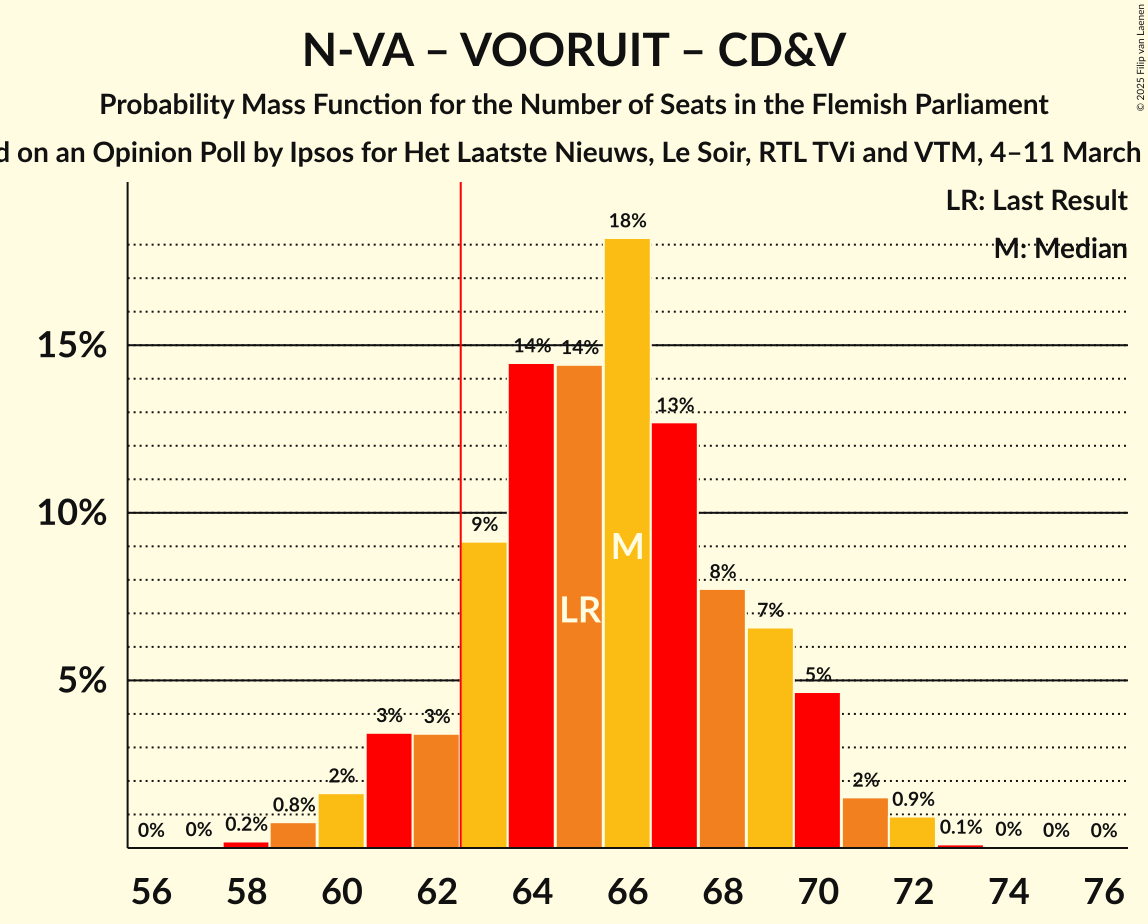 N-VA – VOORUIT – CD&V
Probability Mass Function for the Number of Seats in the Flemish Parliament
on an Opinion Poll by Ipsos for Het Laatste Nieuws, Le Soir, RTL TVi and VTM, 4–11 March
© 2025 Filip van Laenen
LR: Last Result
M: Median
18%
15%
14%
14%
13%
10%
9%
M
8%
LR
7%
5%
5%
3%
3%
2%
2%
0.8%
0.9%
0%
0%
0.2%
0.1%
0%
0%
0%
56 58 60 62 64 66 68 70 72 74 76